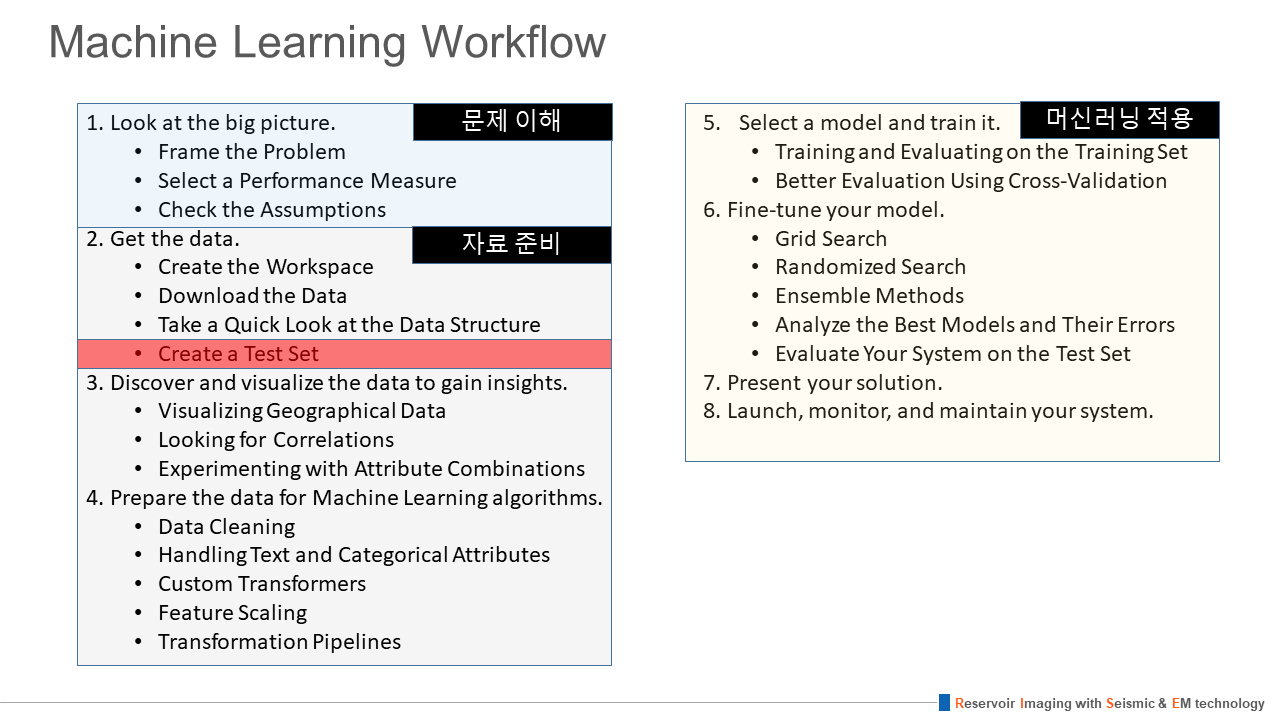 Machine Learning Workflow
1. Look at the big picture.
문제 이해
• Frame the Problem
• Select a Performance Measure
• Check the Assumptions
2. Get the data.
자료 준비
• Create the Workspace
• Download the Data
• Take a Quick Look at the Data Structure
• Create a Test Set
3. Discover and visualize the data to gain insights.
• Visualizing Geographical Data
• Looking for Correlations
• Experimenting with Attribute Combinations
4. Prepare the data for Machine Learning algorithms.
• Data Cleaning
• Handling Text and Categorical Attributes
• Custom Transformers
• Feature Scaling
• Transformation Pipelines
5. Select a model and train it.
머신러닝 적용
• Training and Evaluating on the Training Set
• Better Evaluation Using Cross-Validation
6. Fine-tune your model.
• Grid Search
• Randomized Search
• Ensemble Methods
• Analyze the Best Models and Their Errors
• Evaluate Your System on the Test Set
7. Present your solution.
8. Launch, monitor, and maintain your system.
Reservoir Imaging with Seismic & EM technology